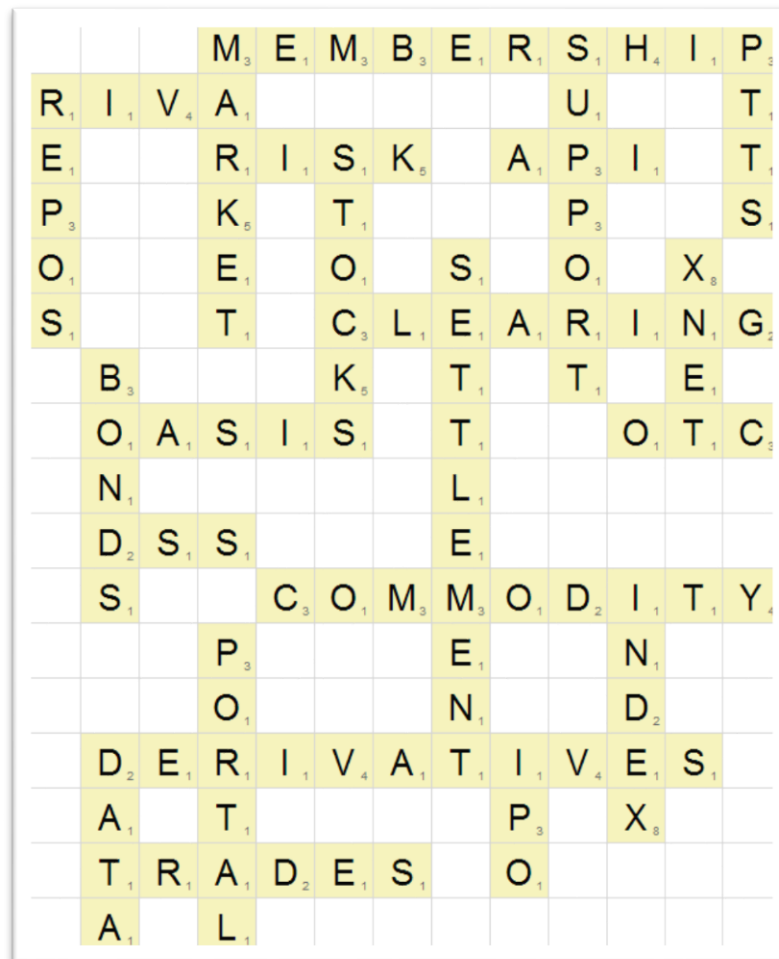 MEMBERSHIP
MARKET
SUPPORT
PTTS
RIVA
REPOS
RISK
API
STOCKS
SETTLEMENT
XNET
CLEARING
BONDS
OASIS
OTC
DSS
COMMODITY
INDEX
PORTAL
DERIVATIVES
DATA
IPO
TRADES